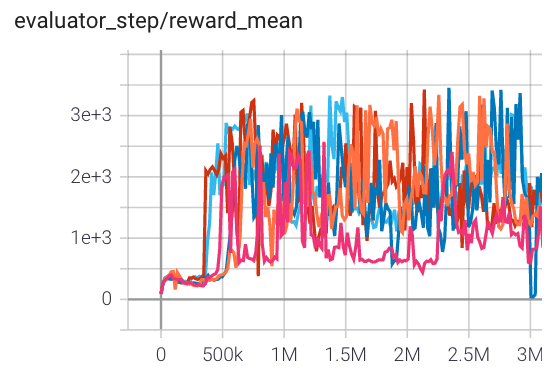 evaluator_step/reward_mean
3e+3
2e+3
1e+3
0
0 500k 1M 1.5M 2M 2.5M 3M